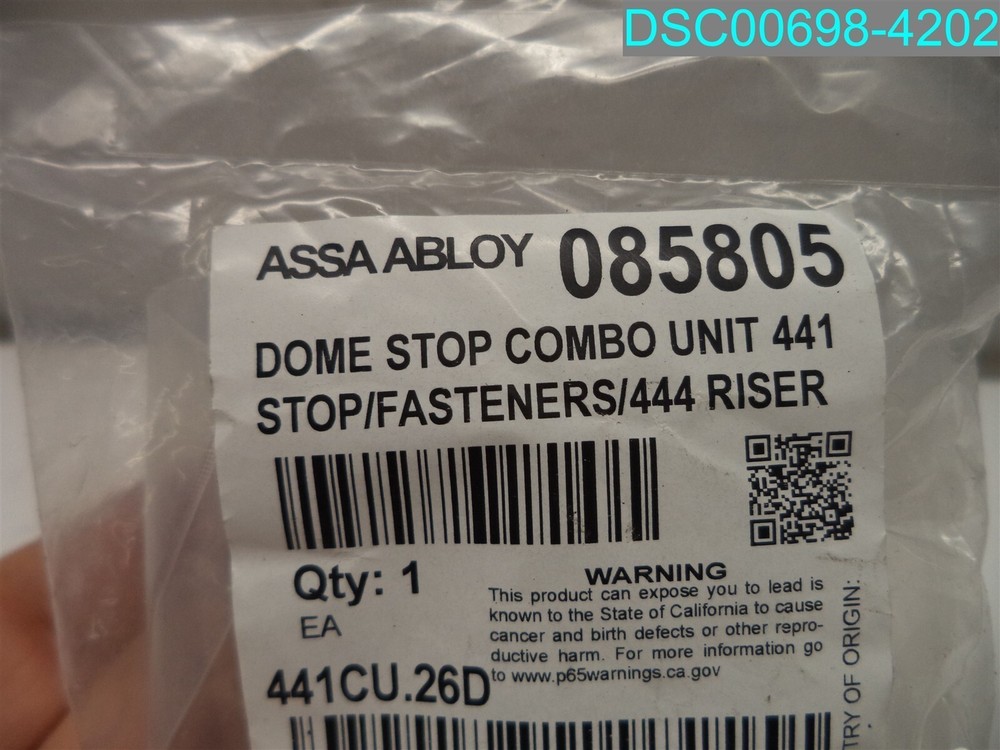 DSC00698-4202
ASSA ABLOY 085805
DOME STOP COMBO UNIT 441
STOP/FASTENERS/444 RISER
Qty: 1
EA
WARNING
This product can expose you to lead is
known to the State of California to cause
cancer and birth defects or other repro-
ductive harm. For more information go
to www.p65warnings.ca.gov
441CU.26D
TRY OF ORIGIN: